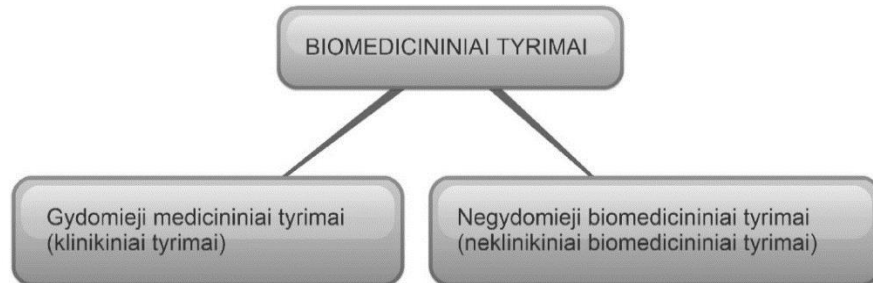 BIOMEDICININIAI TYRIMAI
Gydomieji medicininiai tyrimai
(klinikiniai tyrimai)
Negydomieji biomedicininiai tyrimai
(neklinikiniai biomedicininiai tyrimai)